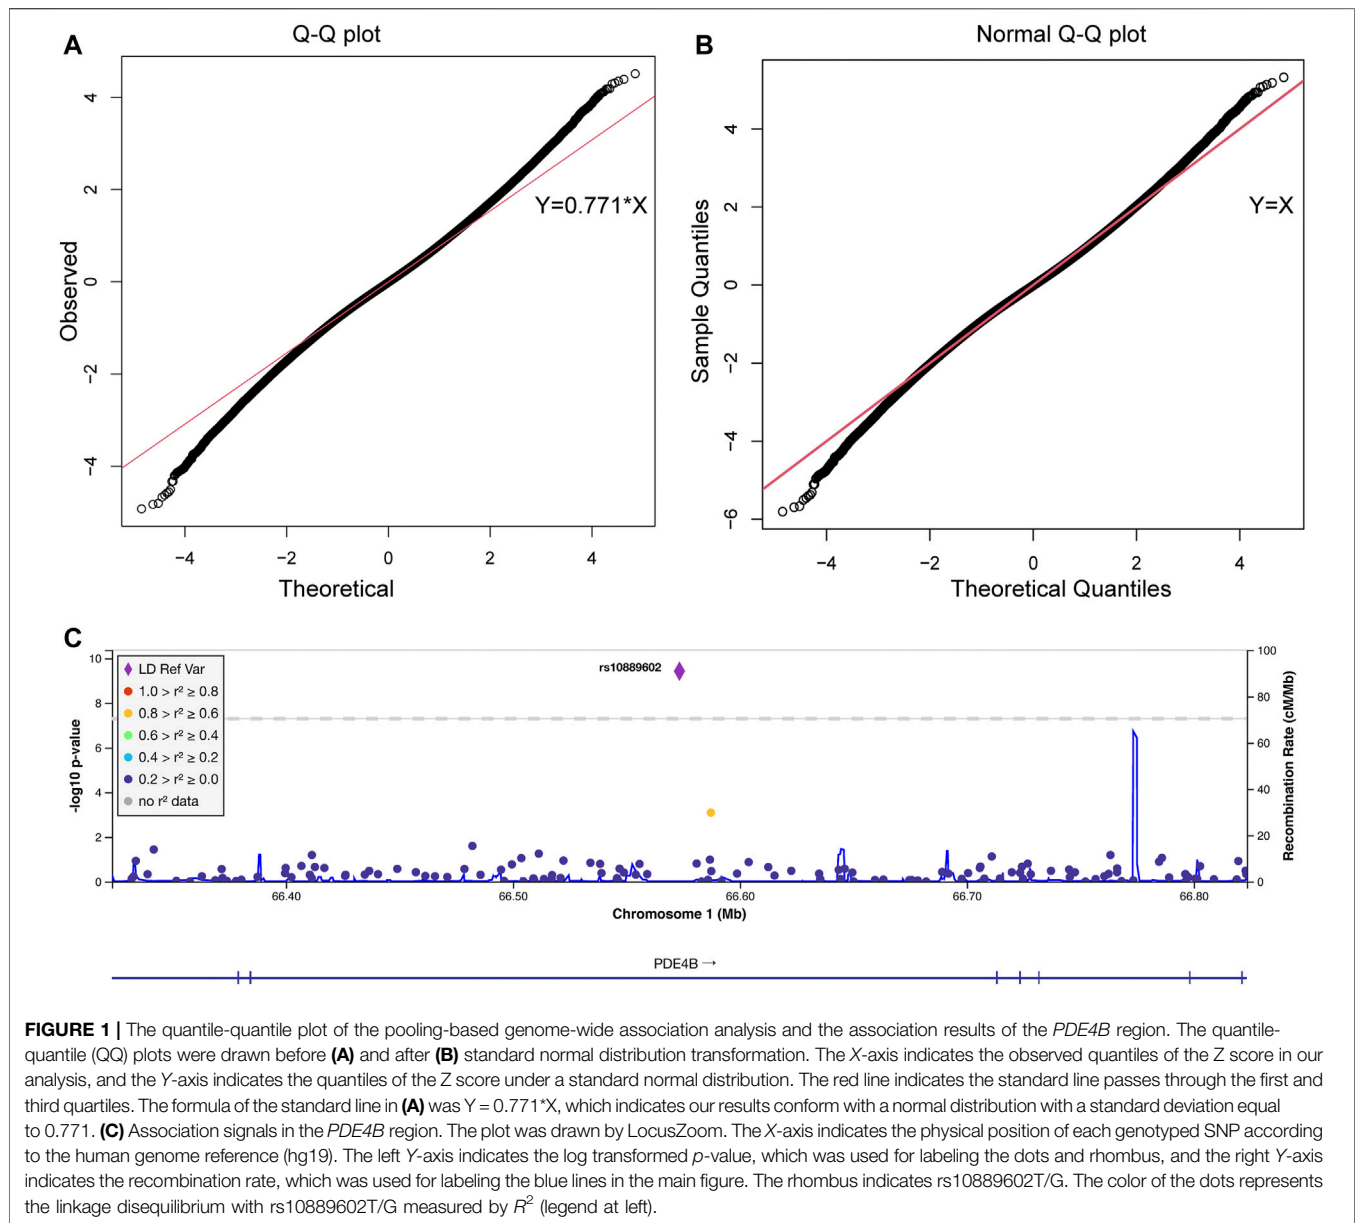 A
Q-Q plot
4
2
0
−2
−4
Observed
Y=0.771*X
−4
−2
0
2
4
Theoretical
B
Normal Q-Q plot
4
2
0
−2
−4
−6
Sample Quantiles
Y=X
−4
−2
0
2
4
Theoretical Quantiles
C
LD Ref Var
1.0 > r² ≥ 0.8
0.8 > r² ≥ 0.6
0.6 > r² ≥ 0.4
0.4 > r² ≥ 0.2
0.2 > r² ≥ 0.0
no r² data
rs10889602
10
8
6
4
2
0
-log10 p-value
100
80
60
40
20
0
Recombination Rate (cM/Mb)
66.40
66.50
66.60
66.70
66.80
Chromosome 1 (Mb)
PDE4B →
FIGURE 1 | The quantile-quantile plot of the pooling-based genome-wide association analysis and the association results of the PDE4B region. The quantile-
quantile (QQ) plots were drawn before (A) and after (B) standard normal distribution transformation. The X-axis indicates the observed quantiles of the Z score in our
analysis, and the Y-axis indicates the quantiles of the Z score under a standard normal distribution. The red line indicates the standard line passes through the first and
third quartiles. The formula of the standard line in (A) was Y = 0.771*X, which indicates our results conform with a normal distribution with a standard deviation equal
to 0.771. (C) Association signals in the PDE4B region. The plot was drawn by LocusZoom. The X-axis indicates the physical position of each genotyped SNP according
to the human genome reference (hg19). The left Y-axis indicates the log transformed p-value, which was used for labeling the dots and rhombus, and the right Y-axis
indicates the recombination rate, which was used for labeling the blue lines in the main figure. The rhombus indicates rs10889602T/G. The color of the dots represents
the linkage disequilibrium with rs10889602T/G measured by R² (legend at left).